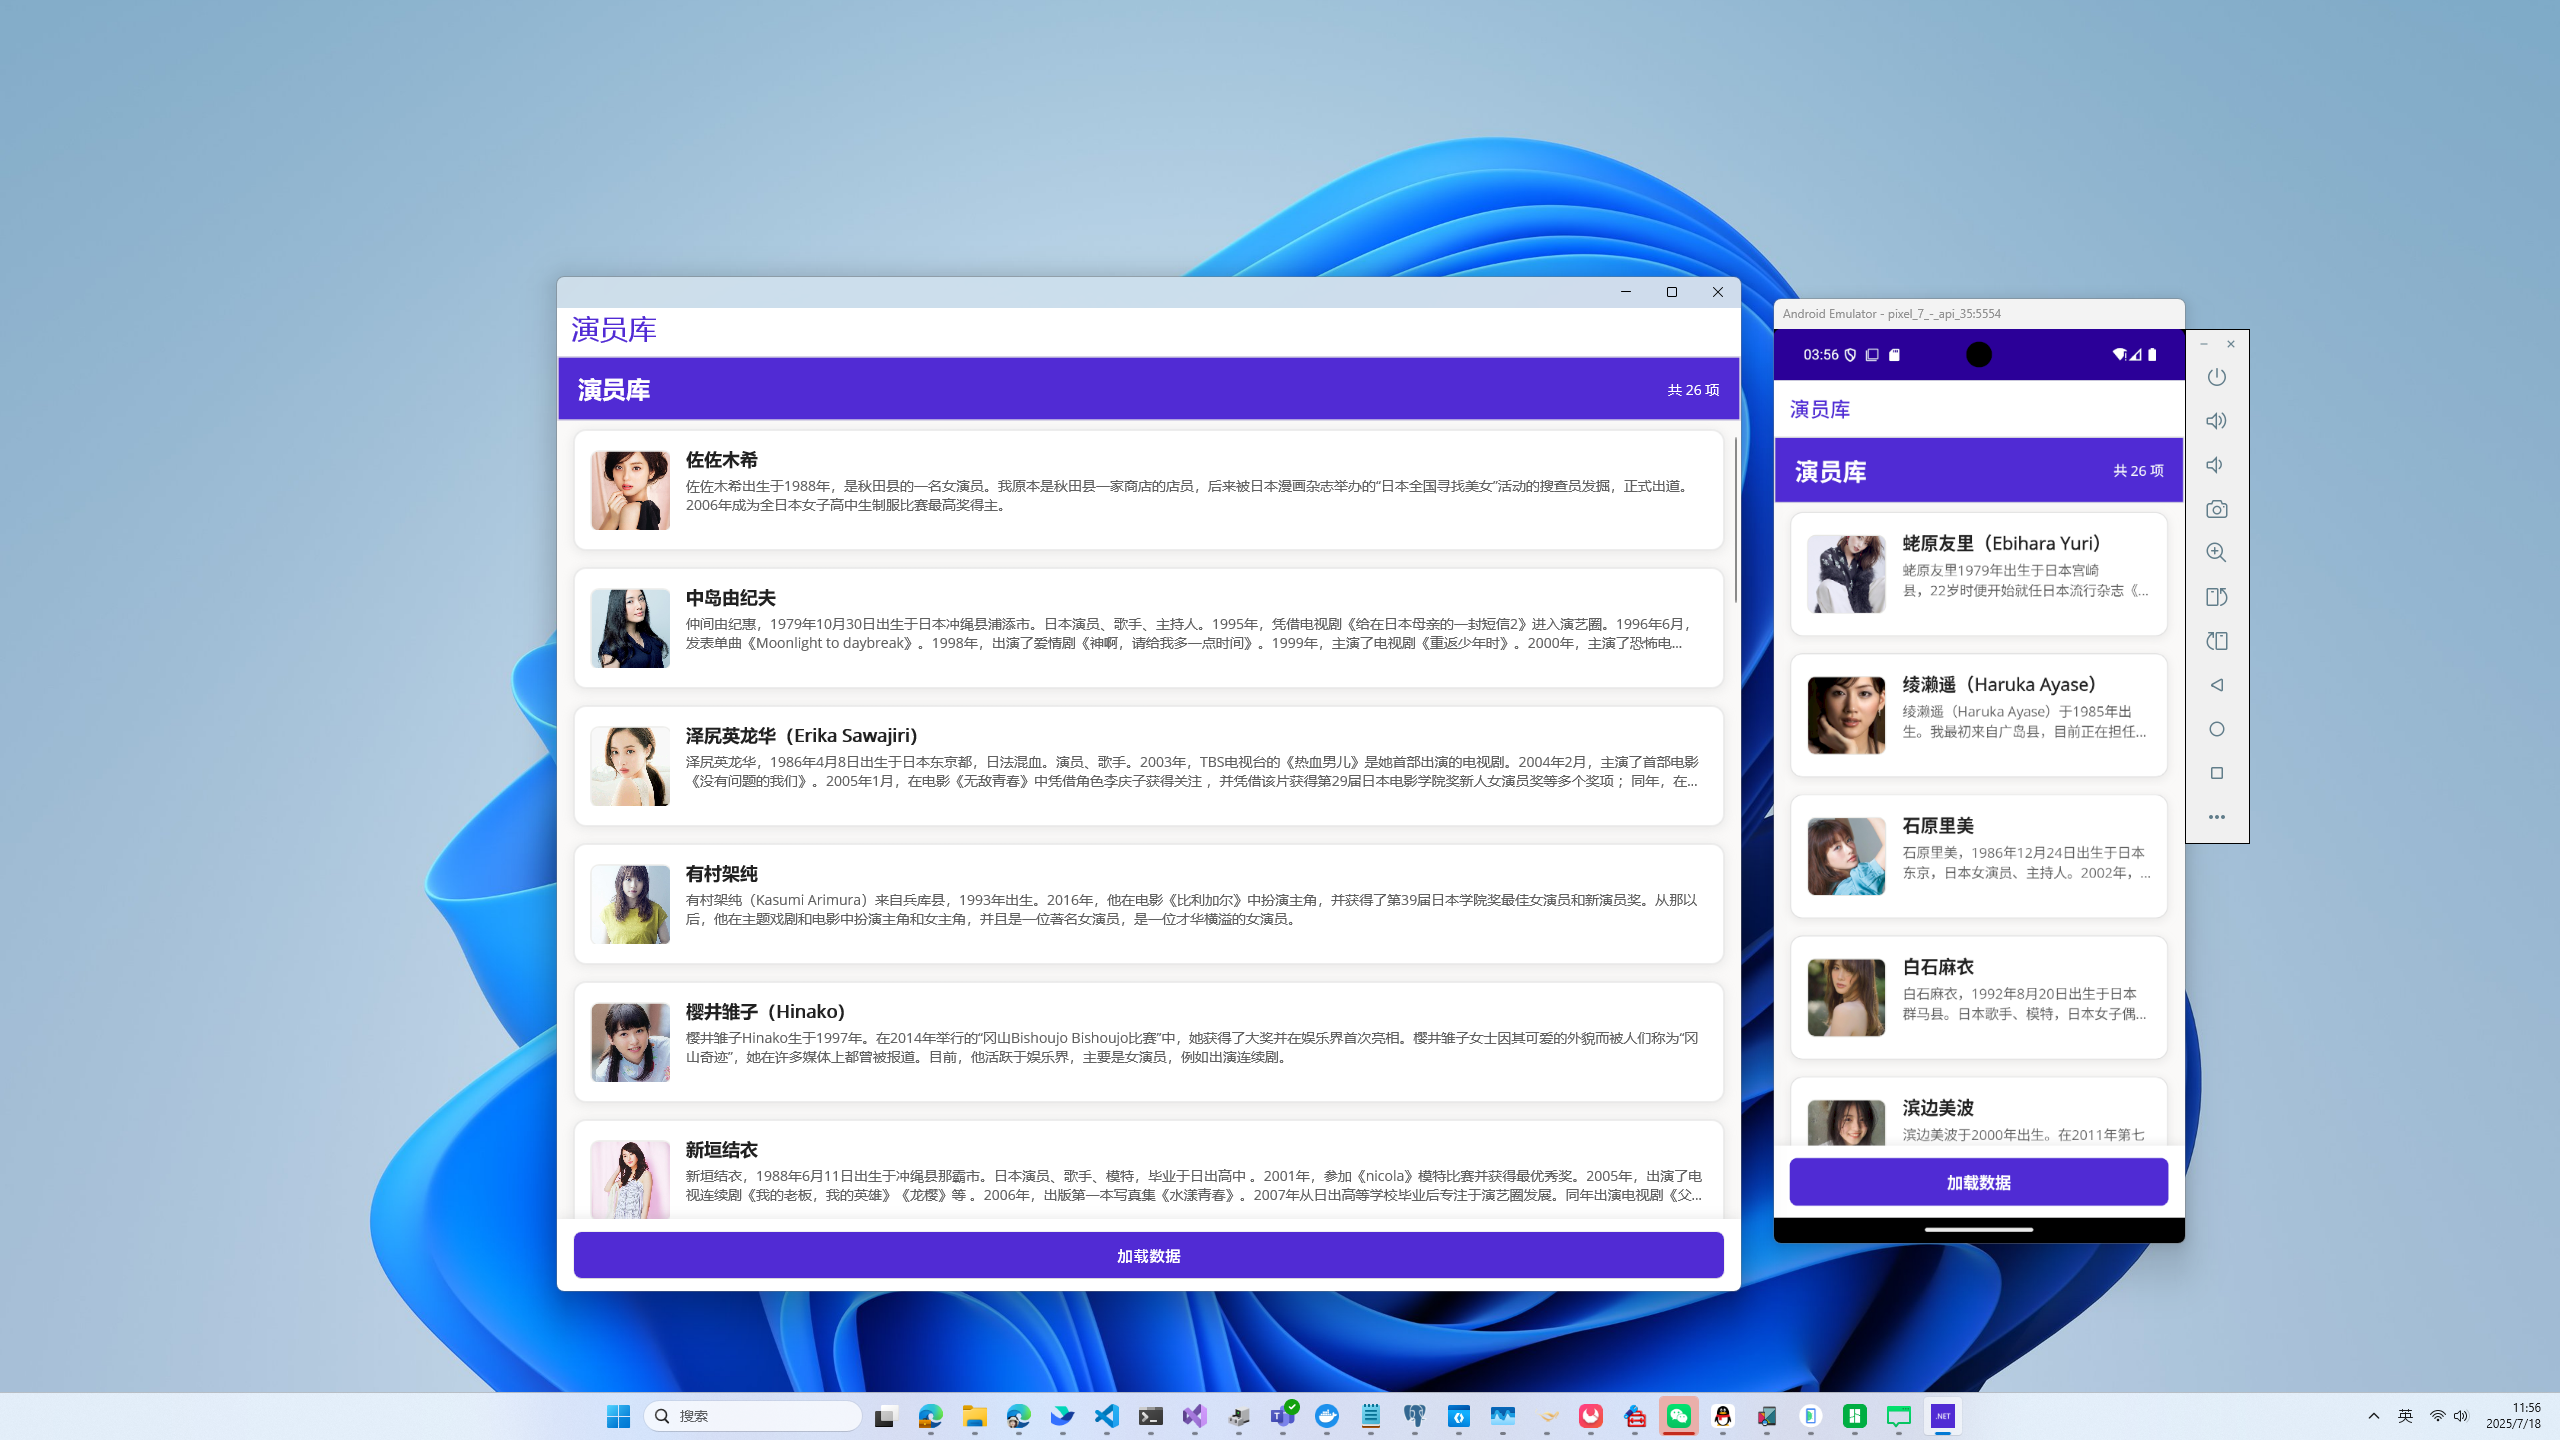 演员库
演员库
共 26 项
佐佐木希
佐佐木希出生于1988年，是秋田县的一名女演员。我原本是秋田县一家商店的店员，后来被日本漫画杂志举办的“日本全国寻找美女”活动的搜查员发掘，正式出道。
2006年成为全日本女子高中生制服比赛最高奖得主。
中岛由纪夫
仲间由纪惠，1979年10月30日出生于日本冲绳县浦添市。日本演员、歌手、主持人。1995年，凭借电视剧《给在日本母亲的一封短信2》进入演艺圈。1996年6月，
发表单曲《Moonlight to daybreak》。1998年，出演了爱情剧《神啊，请给我多一点时间》。1999年，主演了电视剧《重返少年时》。2000年，主演了恐怖电...
泽尻英龙华（Erika Sawajiri）
泽尻英龙华，1986年4月8日出生于日本东京都，日法混血。演员、歌手。2003年，TBS电视台的《热血男儿》是她首部出演的电视剧。2004年2月，主演了首部电影
《没有问题的我们》。2005年1月，在电影《无敌青春》中凭借角色李庆子获得关注 ，并凭借该片获得第29届日本电影学院奖新人女演员奖等多个奖项 ；同年，在...
有村架纯
有村架纯（Kasumi Arimura）来自兵库县，1993年出生。2016年，他在电影《比利加尔》中扮演主角，并获得了第39届日本学院奖最佳女演员和新演员奖。从那以
后，他在主题戏剧和电影中扮演主角和女主角，并且是一位著名女演员，是一位才华横溢的女演员。
樱井雏子（Hinako）
樱井雏子Hinako生于1997年。在2014年举行的“冈山Bishoujo Bishoujo比赛”中，她获得了大奖并在娱乐界首次亮相。樱井雏子女士因其可爱的外貌而被人们称为“冈
山奇迹”，她在许多媒体上都曾被报道。目前，他活跃于娱乐界，主要是女演员，例如出演连续剧。
新垣结衣
新垣结衣，1988年6月11日出生于冲绳县那霸市。日本演员、歌手、模特，毕业于日出高中 。2001年，参加《nicola》模特比赛并获得最优秀奖。2005年，出演了电
视连续剧《我的老板，我的英雄》《龙樱》等 。2006年，出版第一本写真集《水漾青春》。2007年从日出高等学校毕业后专注于演艺圈发展。同年出演电视剧《父...
加载数据
Android Emulator - pixel_7_-_api_35:5554
03:56
演员库
演员库
共 26 项
蛯原友里（Ebihara Yuri）
蛯原友里1979年出生于日本宫崎
县，22岁时便开始就任日本流行杂志《...
绫濑遥（Haruka Ayase）
绫濑遥（Haruka Ayase）于1985年出
生。我最初来自广岛县，目前正在担任...
石原里美
石原里美，1986年12月24日出生于日本
东京，日本女演员、主持人。2002年，...
白石麻衣
白石麻衣，1992年8月20日出生于日本
群马县。日本歌手、模特，日本女子偶...
滨边美波
滨边美波于2000年出生。在2011年第七
加载数据
搜索
.NET
英
11:56
2025/7/18